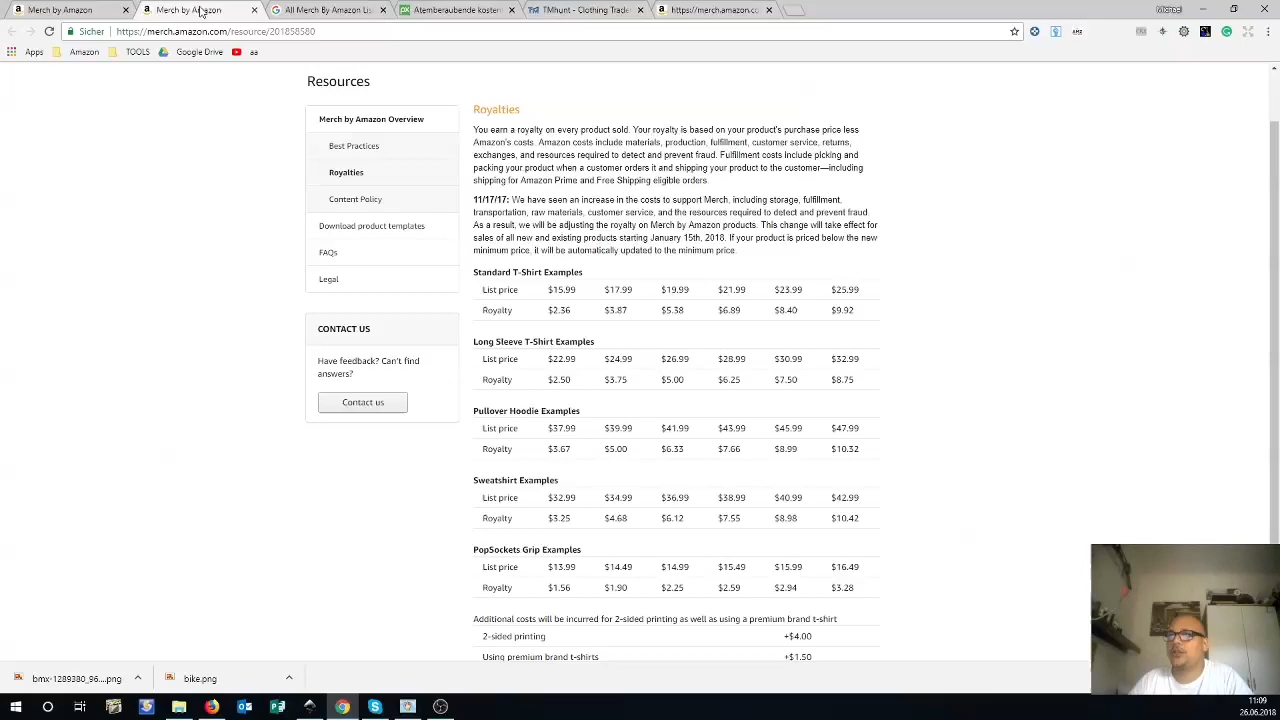 Merch by Amazon
Merch by Amazon
All Merch By Amazon Lis
Atemberaubende kosten
TMhunt - Clothing Trade
https://merch.amazon.co
Michael
Sicher
https://merch.amazon.com/resource/201858580
Apps
Amazon
TOOLS
Google Drive
aa
Resources
Merch by Amazon Overview
Best Practices
Royalties
Content Policy
Download product templates
FAQs
Legal
CONTACT US
Have feedback? Can't find
answers?
Contact us
Royalties
You earn a royalty on every product sold. Your royalty is based on your product's purchase price less
Amazon's costs. Amazon costs include materials, production, fulfillment, customer service, returns,
exchanges, and resources required to detect and prevent fraud. Fulfillment costs include picking and
packing your product when a customer orders it and shipping your product to the customer—including
shipping for Amazon Prime and Free Shipping eligible orders.
11/17/17: We have seen an increase in the costs to support Merch, including storage, fulfillment,
transportation, raw materials, customer service, and the resources required to detect and prevent fraud.
As a result, we will be adjusting the royalty on Merch by Amazon products. This change will take effect for
sales of all new and existing products starting January 15th, 2018. If your product is priced below the new
minimum price, it will be automatically updated to the minimum price.
Standard T-Shirt Examples
List price $15.99 $17.99 $19.99 $21.99 $23.99 $25.99
Royalty $2.36 $3.87 $5.38 $6.89 $8.40 $9.92
Long Sleeve T-Shirt Examples
List price $22.99 $24.99 $26.99 $28.99 $30.99 $32.99
Royalty $2.50 $3.75 $5.00 $6.25 $7.50 $8.75
Pullover Hoodie Examples
List price $37.99 $39.99 $41.99 $43.99 $45.99 $47.99
Royalty $3.67 $5.00 $6.33 $7.66 $8.99 $10.32
Sweatshirt Examples
List price $32.99 $34.99 $36.99 $38.99 $40.99 $42.99
Royalty $3.25 $4.68 $6.12 $7.55 $8.98 $10.42
PopSockets Grip Examples
List price $13.99 $14.49 $14.99 $15.49 $15.99 $16.49
Royalty $1.56 $1.90 $2.25 $2.59 $2.94 $3.28
Additional costs will be incurred for 2-sided printing as well as using a premium brand t-shirt
2-sided printing +$4.00
Using premium brand t-shirts +$1.50
bmx-1289380_96....png
bike.png
11:09
26.06.2018